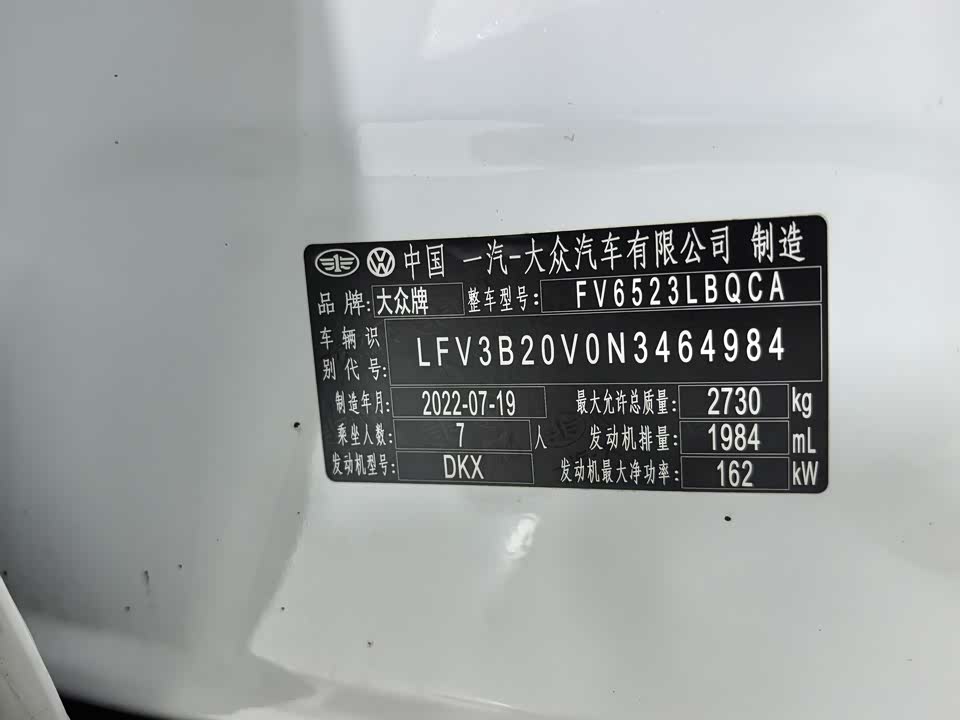 中国 一汽-大众汽车有限公司 制造
品牌: 大众牌 整车型号: FV6523LBQCA
车辆识别代号: LFV3B20V0N3464984
制造年月: 2022-07-19 最大允许总质量: 2730 kg
乘坐人数: 7 人 发动机排量: 1984 mL
发动机型号: DKX 发动机最大净功率: 162 kW